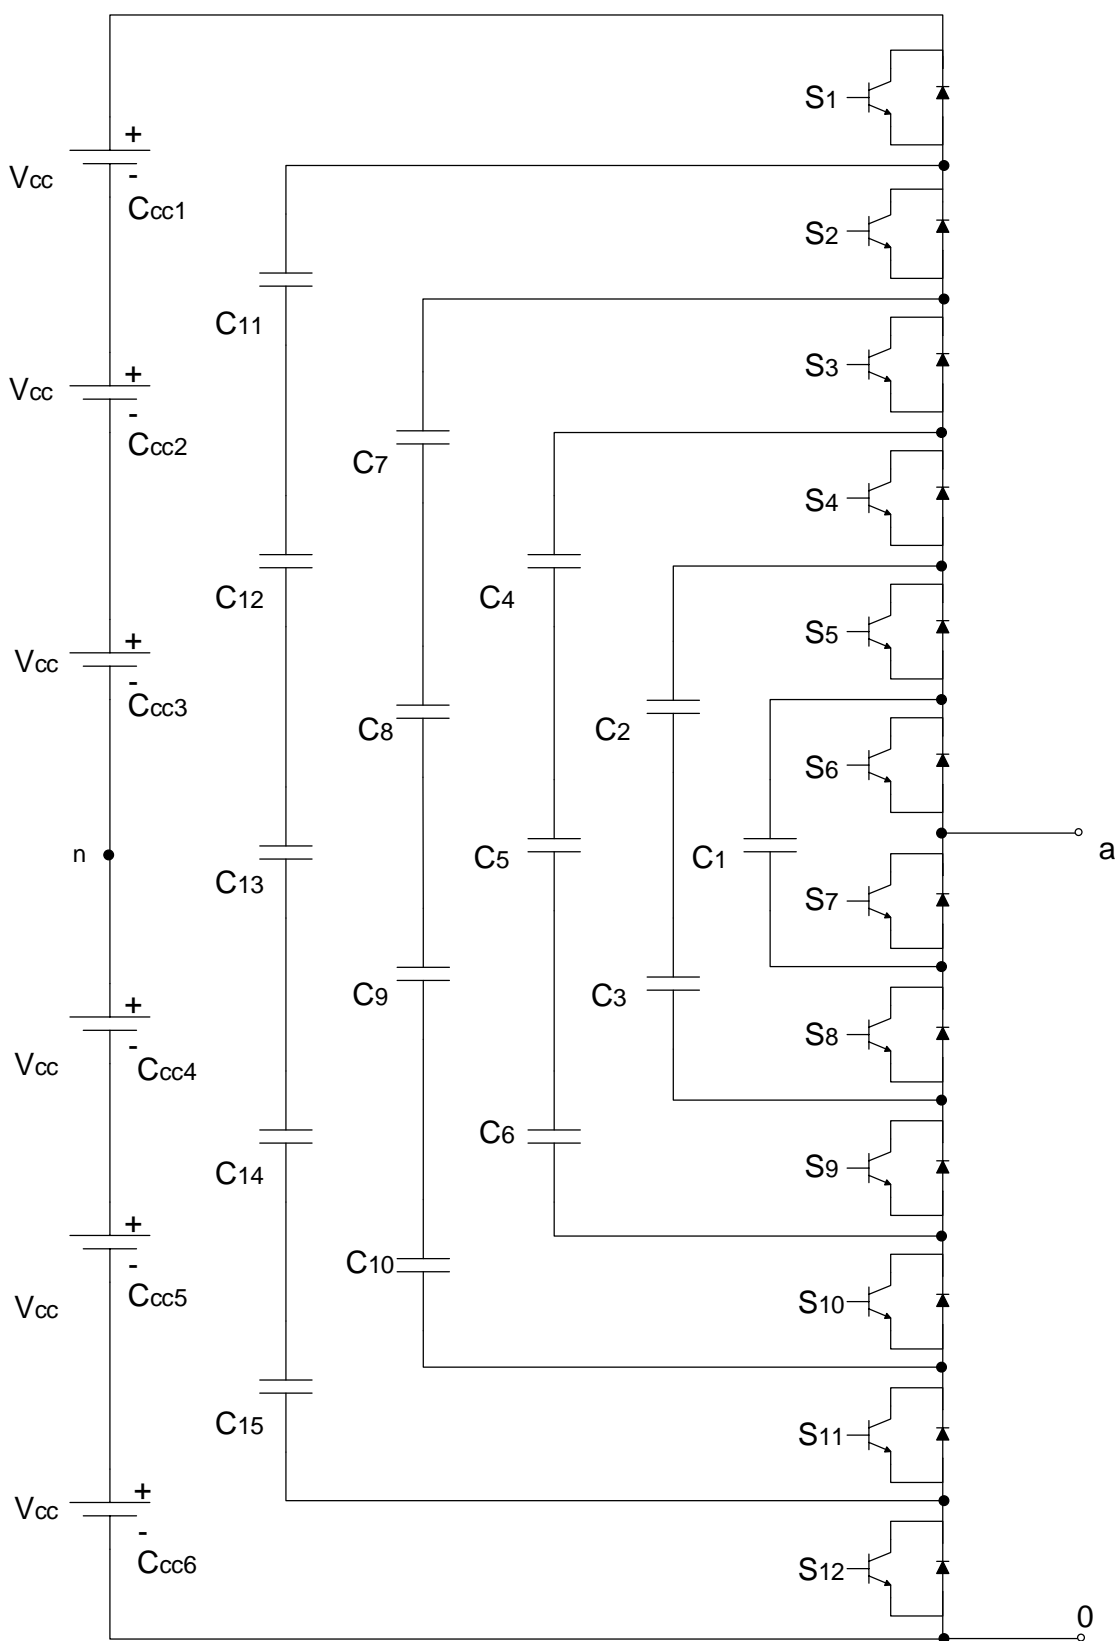 S1
+
Vcc
-
Ccc1
S2
C11
S3
+
Vcc
-
Ccc2
C7
S4
C12
C4
S5
+
Vcc
-
Ccc3
C8
C2
S6
n
C13
C5
C1
a
S7
C9
C3
+
S8
Vcc
-
Ccc4
C6
C14
S9
+
-
C10
Ccc5
Vcc
S10
C15
S11
+
Vcc
-
Ccc6
S12
0